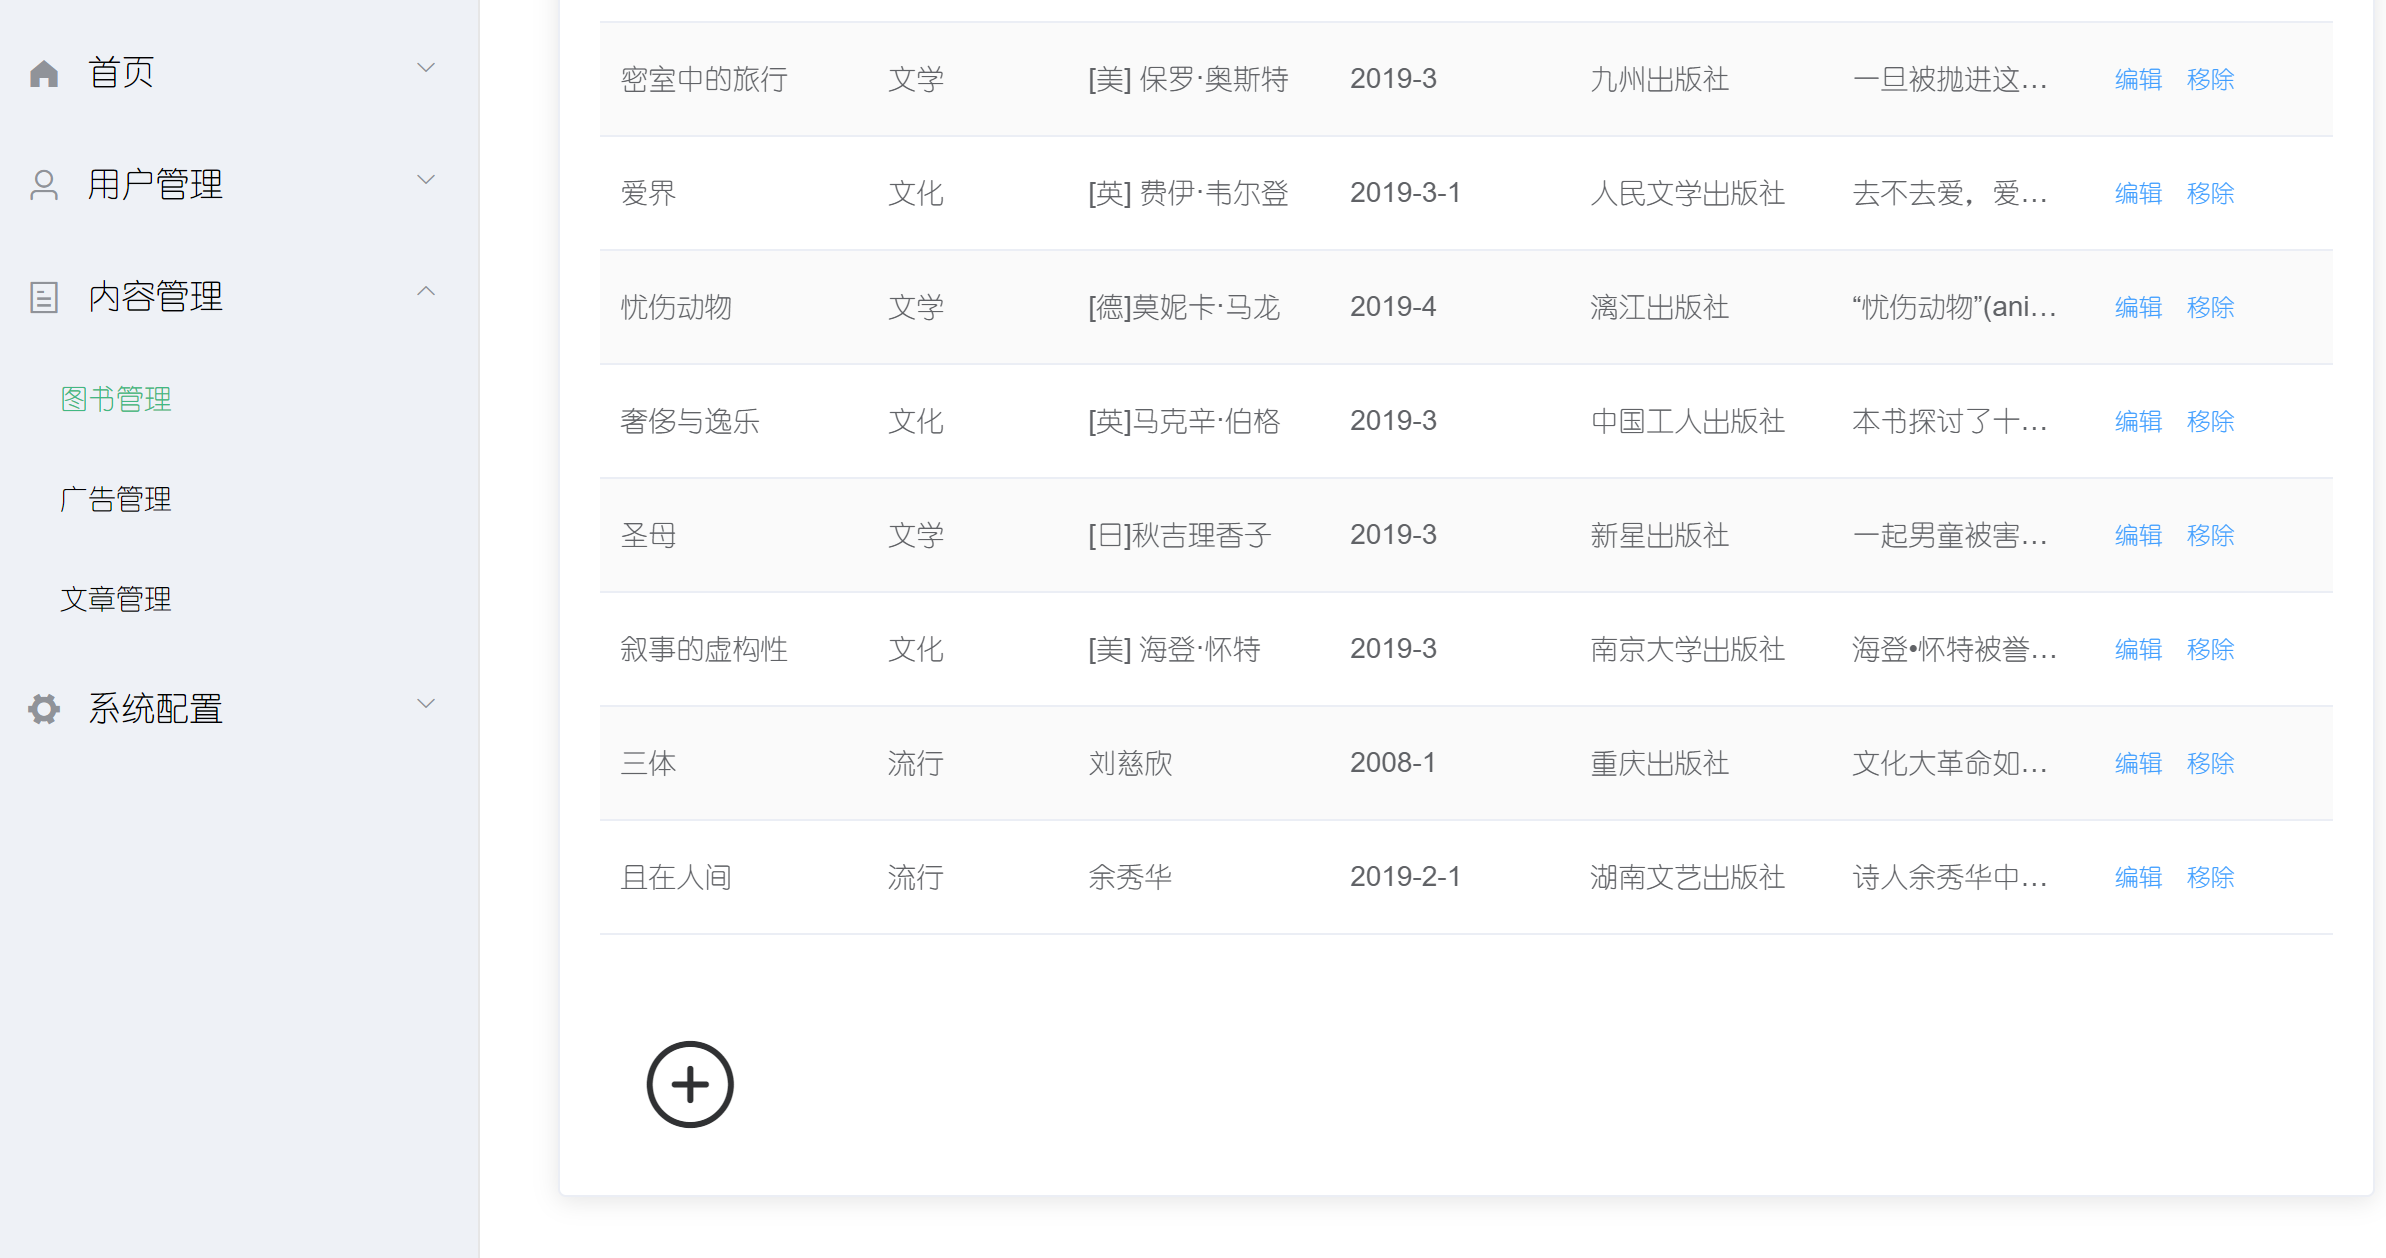 首页
用户管理
内容管理
图书管理
广告管理
文章管理
系统配置
密室中的旅行 文学 [美] 保罗·奥斯特 2019-3 九州出版社 一旦被抛进这... 编辑 移除
爱界 文化 [英] 费伊·韦尔登 2019-3-1 人民文学出版社 去不去爱，爱... 编辑 移除
忧伤动物 文学 [德]莫妮卡·马龙 2019-4 漓江出版社 “忧伤动物”(ani... 编辑 移除
奢侈与逸乐 文化 [英]马克辛·伯格 2019-3 中国工人出版社 本书探讨了十... 编辑 移除
圣母 文学 [日]秋吉理香子 2019-3 新星出版社 一起男童被害... 编辑 移除
叙事的虚构性 文化 [美] 海登·怀特 2019-3 南京大学出版社 海登•怀特被誉... 编辑 移除
三体 流行 刘慈欣 2008-1 重庆出版社 文化大革命如... 编辑 移除
且在人间 流行 余秀华 2019-2-1 湖南文艺出版社 诗人余秀华中... 编辑 移除